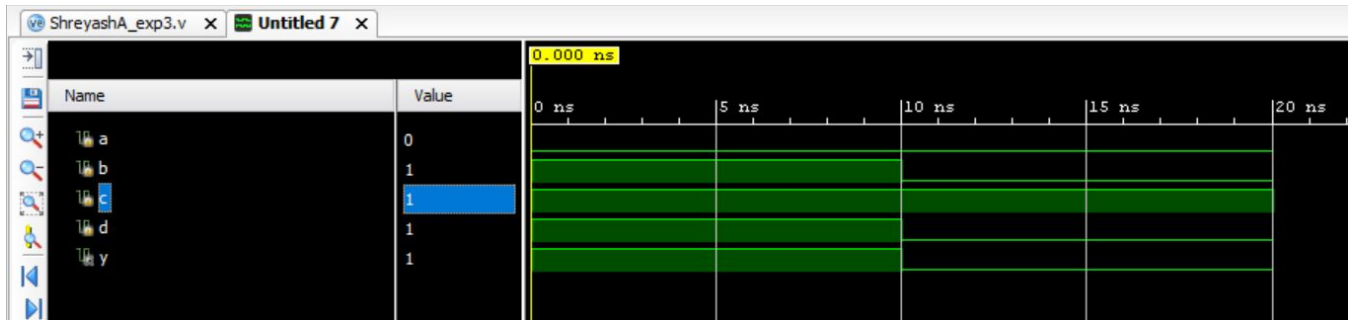 ShreyashA_exp3.v Untitled 7
0.000 ns
Name Value
0 ns 5 ns 10 ns 15 ns 20 ns
a 0
b 1
c 1
d 1
y 1